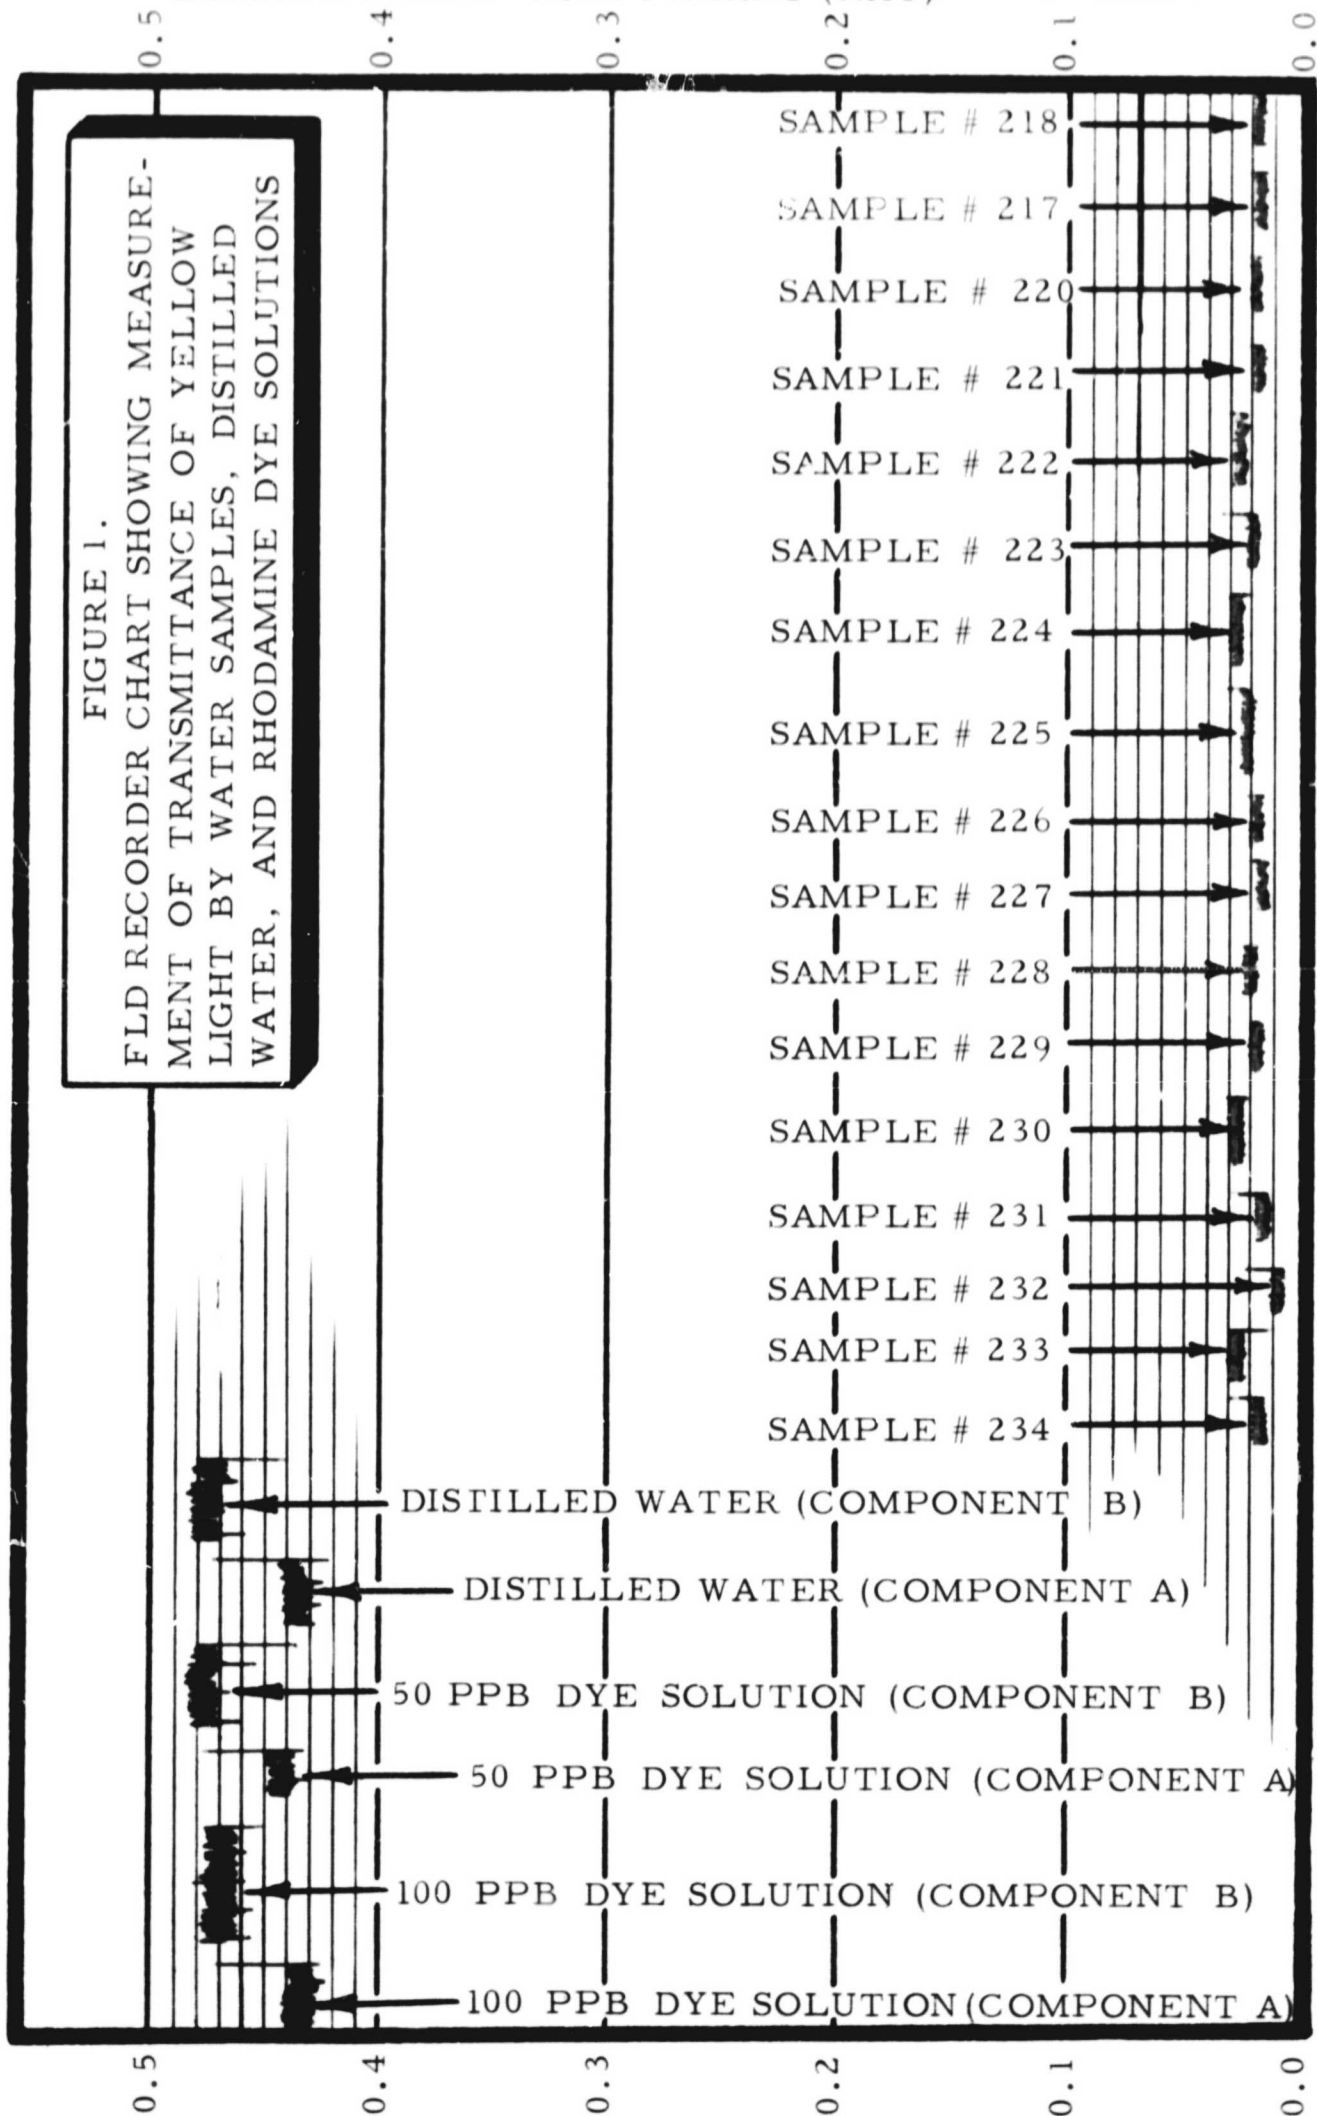 0.5
0.4
0.3
0.2
0.1
0.0
FIGURE 1.
FLD RECORDER CHART SHOWING MEASURE-
MENT OF TRANSMITTANCE OF YELLOW
LIGHT BY WATER SAMPLES, DISTILLED
WATER, AND RHODAMINE DYE SOLUTIONS
SAMPLE # 218
SAMPLE # 217
SAMPLE # 220
SAMPLE # 221
SAMPLE # 222
SAMPLE # 223
SAMPLE # 224
SAMPLE # 225
SAMPLE # 226
SAMPLE # 227
SAMPLE # 228
SAMPLE # 229
SAMPLE # 230
SAMPLE # 231
SAMPLE # 232
SAMPLE # 233
SAMPLE # 234
DISTILLED WATER (COMPONENT B)
DISTILLED WATER (COMPONENT A)
50 PPB DYE SOLUTION (COMPONENT B)
50 PPB DYE SOLUTION (COMPONENT A)
100 PPB DYE SOLUTION (COMPONENT B)
100 PPB DYE SOLUTION (COMPONENT A)
0.5
0.4
0.3
0.2
0.1
0.0